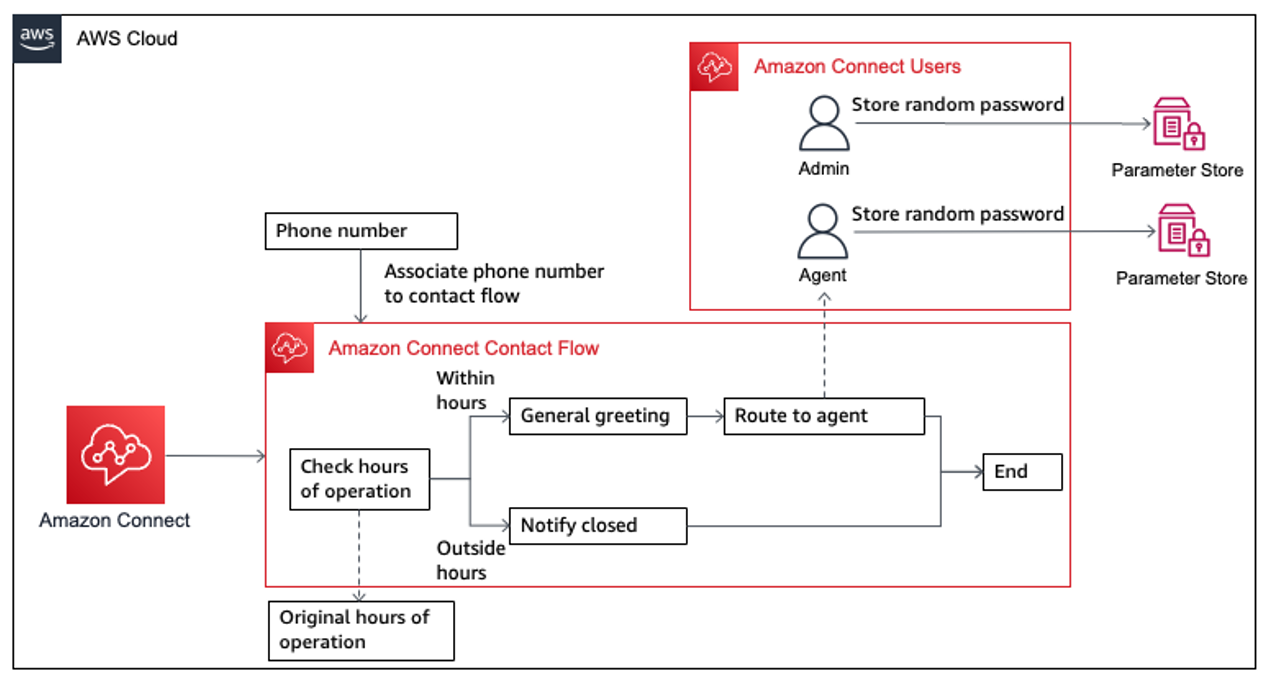 aws
AWS Cloud
Amazon Connect Users
Store random password
Admin
Parameter Store
Store random password
Agent
Parameter Store
Phone number
Associate phone number
to contact flow
Amazon Connect Contact Flow
Within
hours
General greeting
Route to agent
Check hours
of operation
End
Amazon Connect
Notify closed
Outside
hours
Original hours of
operation